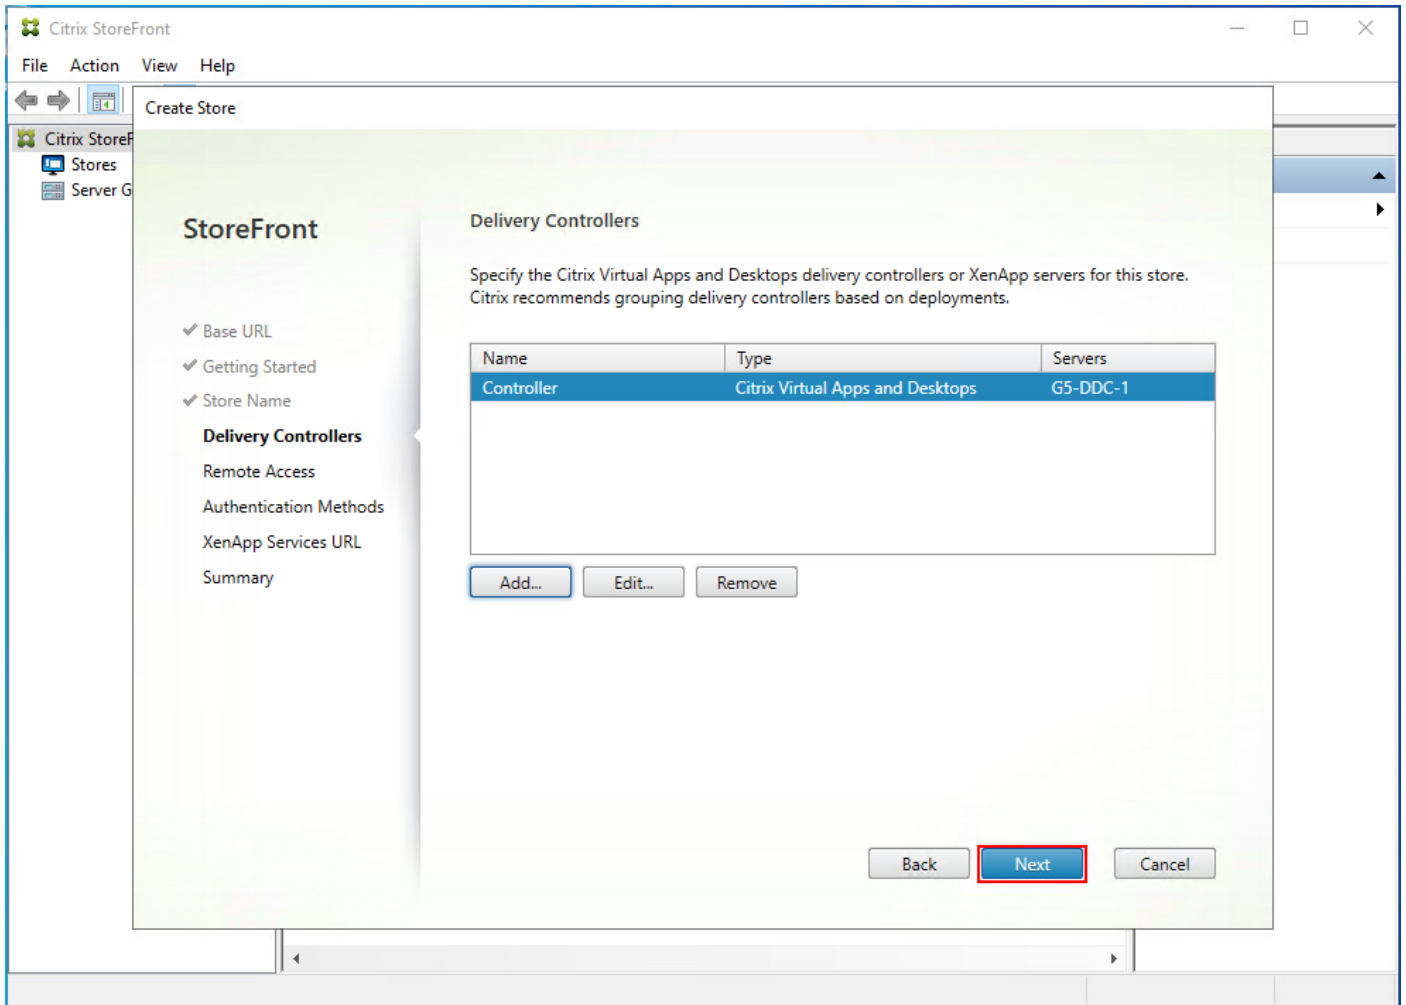 Citrix StoreFront
File Action View Help
Create Store
Citrix StoreF
Stores
Server G
StoreFront
Base URL
Getting Started
Store Name
Delivery Controllers
Remote Access
Authentication Methods
XenApp Services URL
Summary
Delivery Controllers
Specify the Citrix Virtual Apps and Desktops delivery controllers or XenApp servers for this store.
Citrix recommends grouping delivery controllers based on deployments.
Name Type Servers
Controller Citrix Virtual Apps and Desktops G5-DDC-1
Add... Edit... Remove
Back Next Cancel